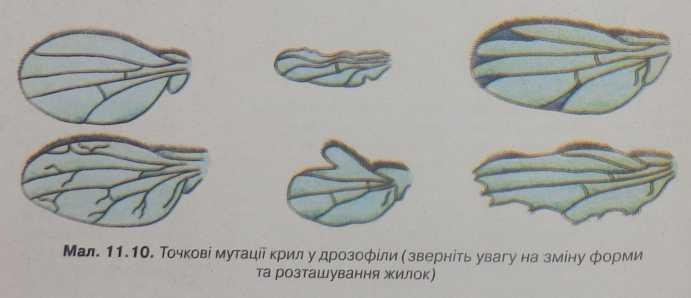 Мал. 11.10. Точкові мутації крил у дрозофіли (зверніть увагу на зміну форми
та розташування жилок)